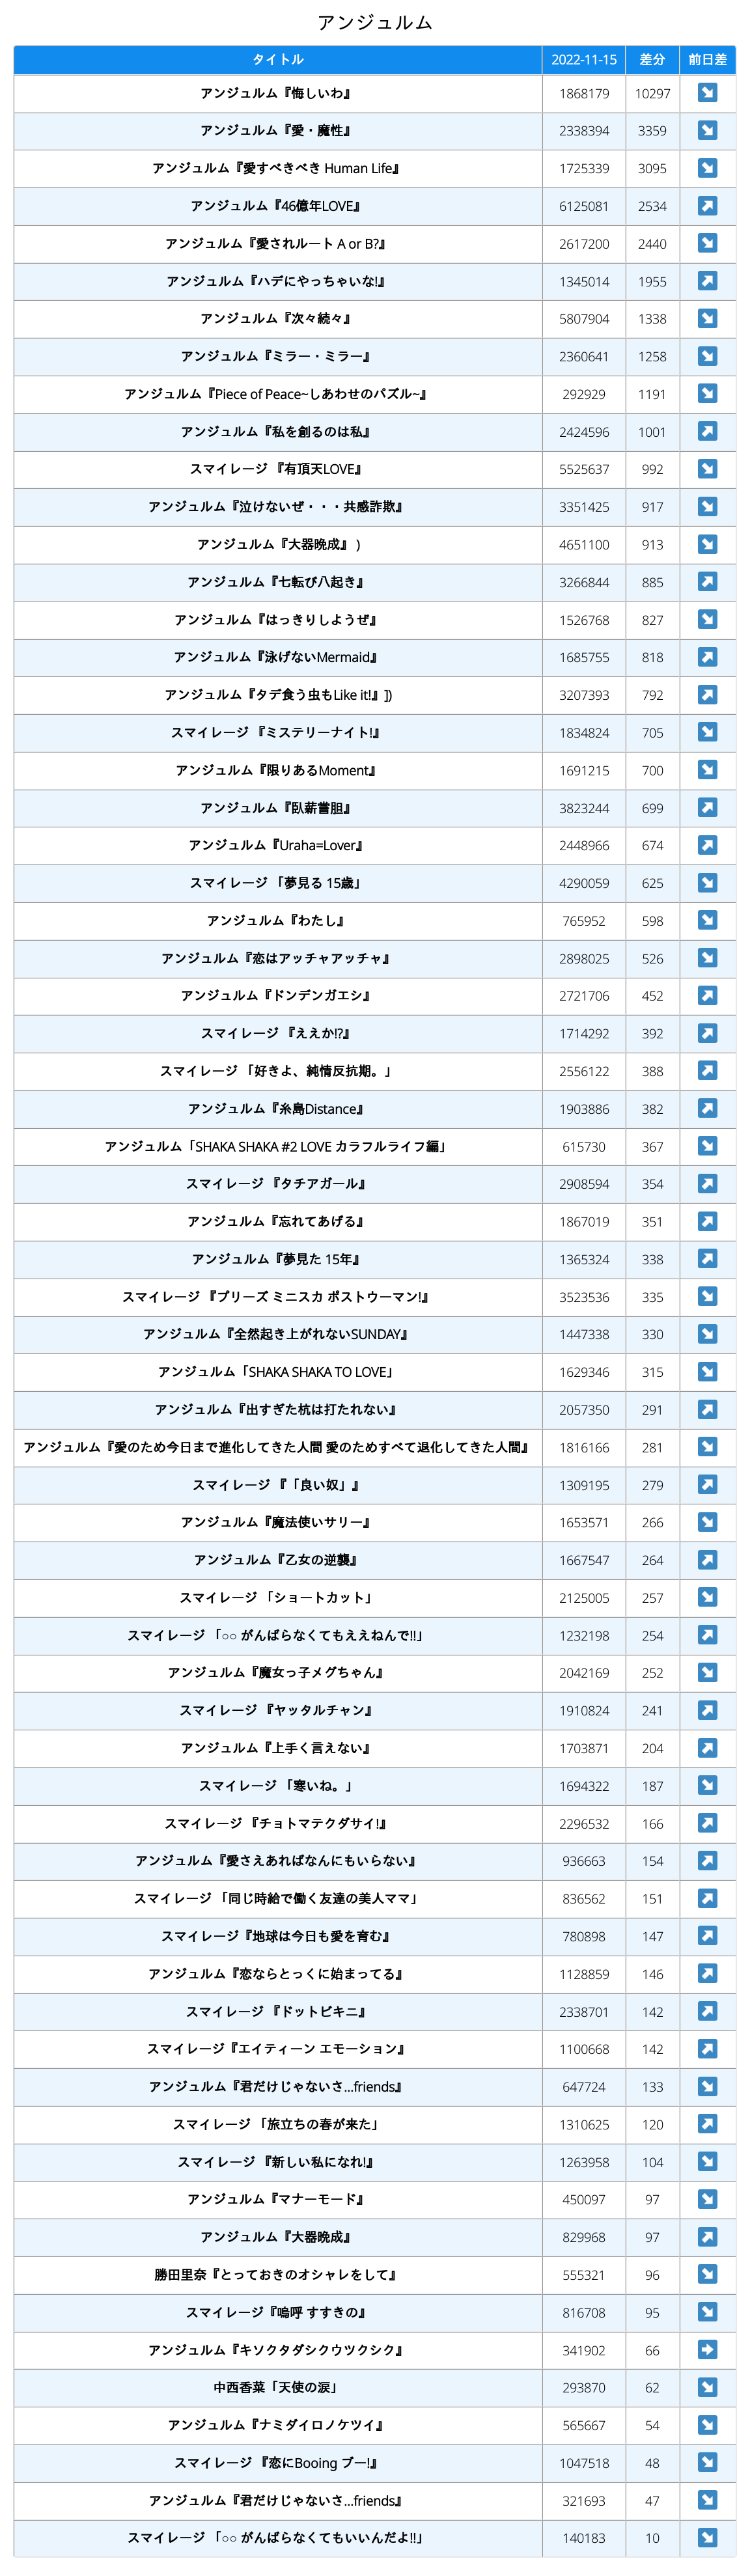 アンジュルム
タイトル 2022-11-15 差分 前日差
アンジュルム『悔しいわ』 1868179 10297 ↘
アンジュルム『愛・魔性』 2338394 3359 ↘
アンジュルム『愛すべきべき Human Life』 1725339 3095 ↘
アンジュルム『46億年LOVE』 6125081 2534 ↗
アンジュルム『愛されルート A or B?』 2617200 2440 ↘
アンジュルム『ハデにやっちゃいな!』 1345014 1955 ↗
アンジュルム『次々続々』 5807904 1338 ↘
アンジュルム『ミラー・ミラー』 2360641 1258 ↘
アンジュルム『Piece of Peace~しあわせのパズル~』 292929 1191 ↘
アンジュルム『私を創るのは私』 2424596 1001 ↗
スマイレージ 『有頂天LOVE』 5525637 992 ↘
アンジュルム『泣けないぜ・・・共感詐欺』 3351425 917 ↘
アンジュルム『大器晩成』 ) 4651100 913 ↘
アンジュルム『七転び八起き』 3266844 885 ↗
アンジュルム『はっきりしようぜ』 1526768 827 ↘
アンジュルム『泳げないMermaid』 1685755 818 ↗
アンジュルム『タデ食う虫もLike it!』]) 3207393 792 ↗
スマイレージ 『ミステリーナイト!』 1834824 705 ↘
アンジュルム『限りあるMoment』 1691215 700 ↘
アンジュルム『臥薪嘗胆』 3823244 699 ↗
アンジュルム『Uraha=Lover』 2448966 674 ↗
スマイレージ 「夢見る 15歳」 4290059 625 ↘
アンジュルム『わたし』 765952 598 ↘
アンジュルム『恋はアッチャアッチャ』 2898025 526 ↘
アンジュルム『ドンデンガエシ』 2721706 452 ↗
スマイレージ 『ええか!?』 1714292 392 ↗
スマイレージ 「好きよ、純情反抗期。」 2556122 388 ↗
アンジュルム『糸島Distance』 1903886 382 ↗
アンジュルム「SHAKA SHAKA #2 LOVE カラフルライフ編」 615730 367 ↘
スマイレージ 『タチアガール』 2908594 354 ↗
アンジュルム『忘れてあげる』 1867019 351 ↗
アンジュルム『夢見た 15年』 1365324 338 ↗
スマイレージ 『プリーズ ミニスカ ポストウーマン!』 3523536 335 ↘
アンジュルム『全然起き上がれないSUNDAY』 1447338 330 ↘
アンジュルム「SHAKA SHAKA TO LOVE」 1629346 315 ↘
アンジュルム『出すぎた杭は打たれない』 2057350 291 ↗
アンジュルム『愛のため今日まで進化してきた人間 愛のためすべて退化してきた人間』 1816166 281 ↘
スマイレージ 『「良い奴」』 1309195 279 ↗
アンジュルム『魔法使いサリー』 1653571 266 ↘
アンジュルム『乙女の逆襲』 1667547 264 ↗
スマイレージ 「ショートカット」 2125005 257 ↘
スマイレージ 「○○ がんばらなくてもええねんで!!」 1232198 254 ↗
アンジュルム『魔女っ子メグちゃん』 2042169 252 ↘
スマイレージ 『ヤッタルチャン』 1910824 241 ↗
アンジュルム『上手く言えない』 1703871 204 ↗
スマイレージ 「寒いね。」 1694322 187 ↘
スマイレージ 『チョトマテクダサイ!』 2296532 166 ↗
アンジュルム『愛さえあればなんにもいらない』 936663 154 ↗
スマイレージ 「同じ時給で働く友達の美人ママ」 836562 151 ↗
スマイレージ『地球は今日も愛を育む』 780898 147 ↗
アンジュルム『恋ならとっくに始まってる』 1128859 146 ↗
スマイレージ 『ドットビキニ』 2338701 142 ↗
スマイレージ『エイティーン エモーション』 1100668 142 ↗
アンジュルム『君だけじゃないさ...friends』 647724 133 ↘
スマイレージ 「旅立ちの春が来た」 1310625 120 ↗
スマイレージ 『新しい私になれ!』 1263958 104 ↘
アンジュルム『マナーモード』 450097 97 ↘
アンジュルム『大器晩成』 829968 97 ↗
勝田里奈『とっておきのオシャレをして』 555321 96 ↘
スマイレージ『嗚呼 すすきの』 816708 95 ↘
アンジュルム『キソクタダシクウツクシク』 341902 66 →
中西香菜「天使の涙」 293870 62 ↘
アンジュルム『ナミダイロノケツイ』 565667 54 ↘
スマイレージ 『恋にBooing ブー!』 1047518 48 ↘
アンジュルム『君だけじゃないさ...friends』 321693 47 ↘
スマイレージ 「○○ がんばらなくてもいいんだよ!!」 140183 10 ↘